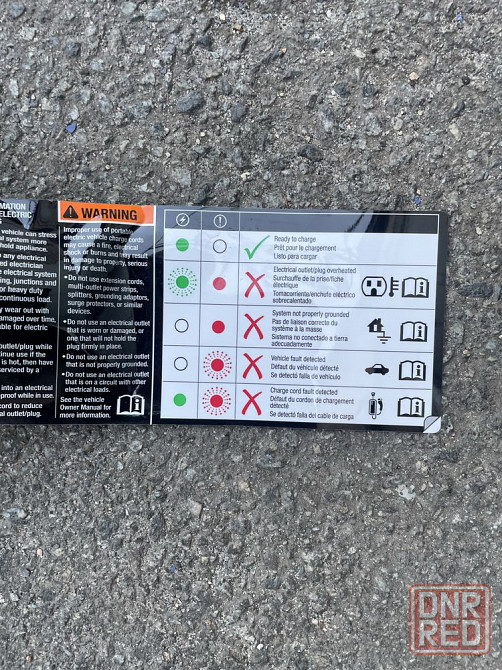 MATION
ELECTRIC
S
vehicle can stress
al system more
hold appliance.
any electrical
ed electrician
e electrical system
ng, junctions and
or heavy duty
continuous load.
y wear out with
amaged over time,
able for electric
outlet/plug while
ntinue use if the
is hot, then have
serviced by a
into an electrical
proof while in use.
cord to reduce
al outlet/plug.
WARNING
Improper use of portable
electric vehicle charge cords
may cause a fire, electrical
shock or burns and may result
in damage to property, serious
injury or death.
• Do not use extension cords,
multi-outlet power strips,
splitters, grounding adaptors,
surge protectors, or similar
devices.
• Do not use an electrical outlet
that is worn or damaged, or
one that will not hold the
plug firmly in place.
• Do not use an electrical outlet
that is not properly grounded.
• Do not use an electrical outlet
that is on a circuit with other
electrical loads.
See the vehicle
Owner Manual for
more information.
Ready to charge
Prêt pour le chargement
Listo para cargar
Electrical outlet/plug overheated
Surchauffe de la prise/fiche
électrique
Tomacorriente/enchufe eléctrico
sobrecalentado
System not properly grounded
Pas de liaison correcte du
système à la masse
Sistema no conectado a tierra
adecuadamente
Vehicle fault detected
Défaut du véhicule détecté
Se detectó falla de vehículo
Charge cord fault detected
Défaut du cordon de chargement
détecté
Se detectó falla del cable de carga
DNR
RED